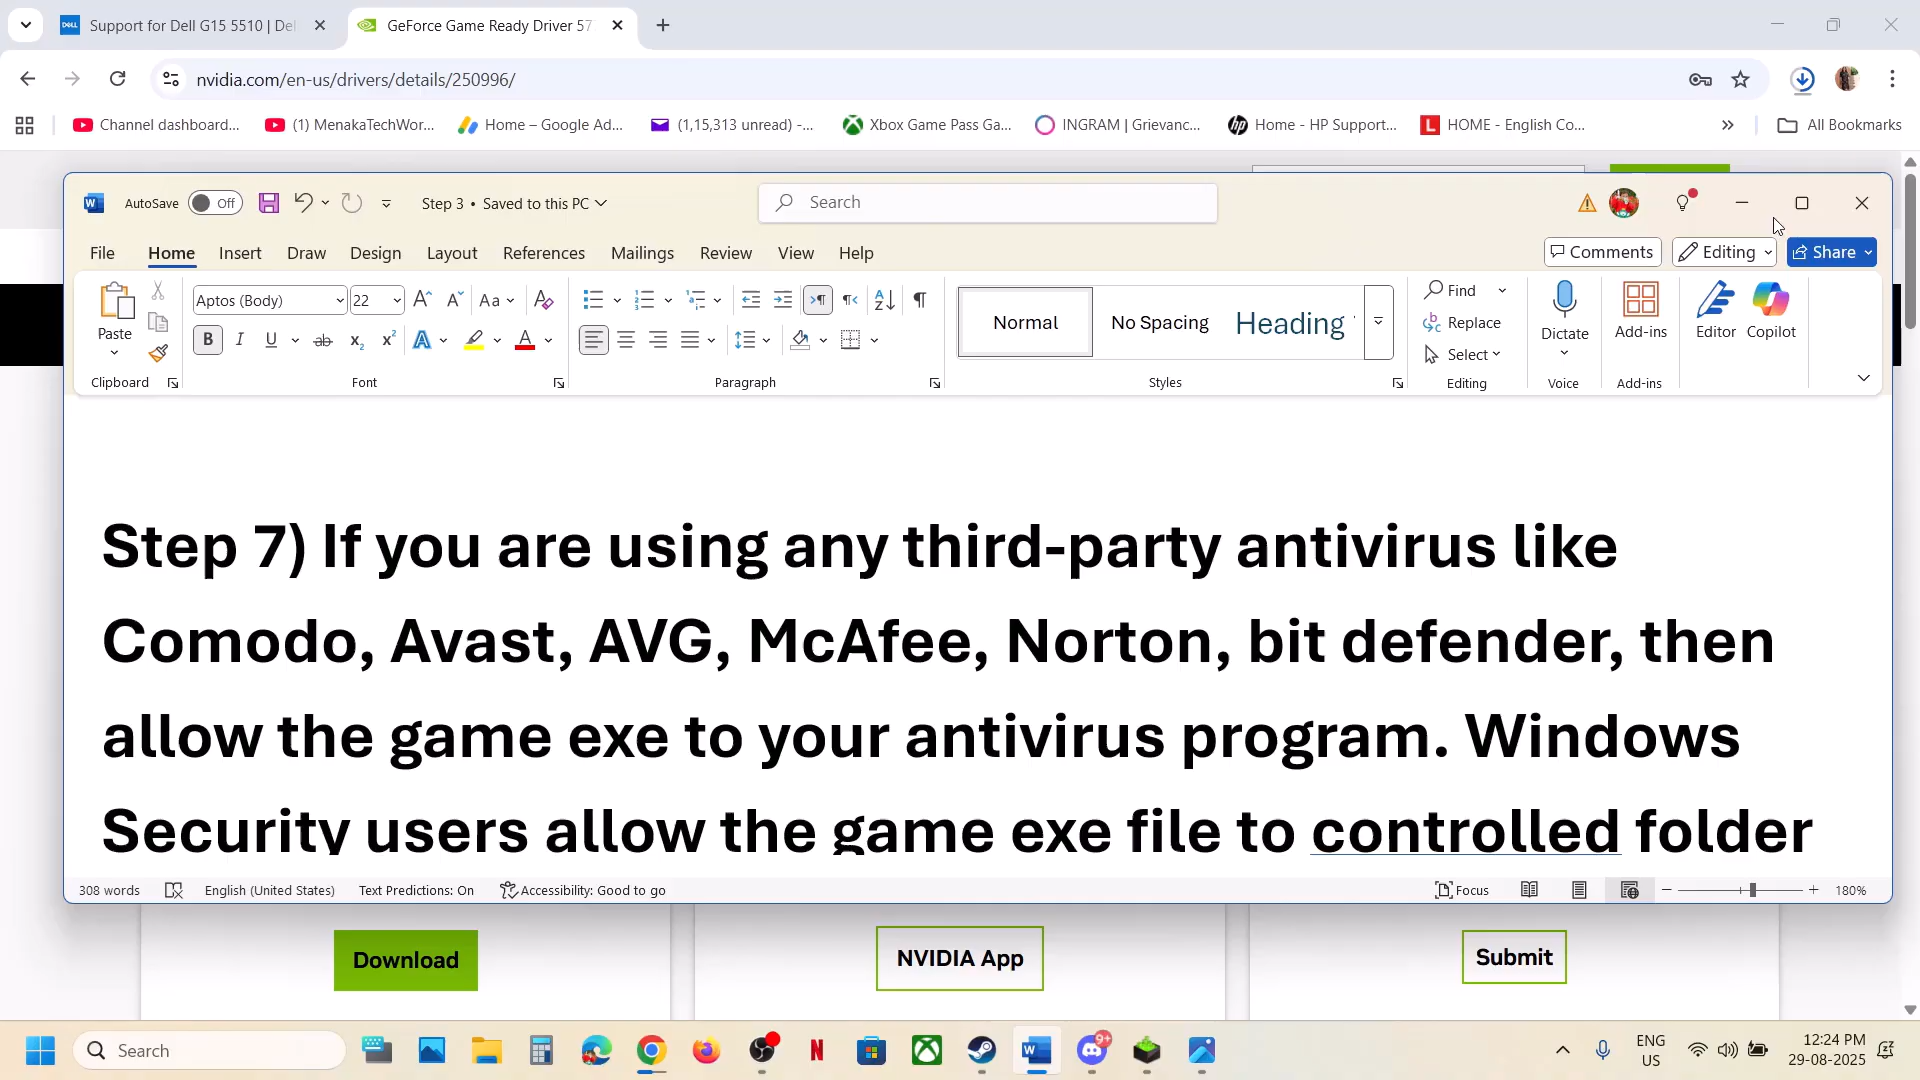 Support for Dell G15 5510 | Del
GeForce Game Ready Driver 57
nvidia.com/en-us/drivers/details/250996/
Channel dashboard...
(1) MenakaTechWor...
Home – Google Ad...
(1,15,313 unread) -...
Xbox Game Pass Ga...
INGRAM | Grievanc...
Home - HP Support...
HOME - English Co...
All Bookmarks
AutoSave Off
Step 3 • Saved to this PC
Search
File Home Insert Draw Design Layout References Mailings Review View Help
Comments Editing Share
Paste
Aptos (Body) 22
Normal No Spacing Heading
Find
Replace
Select
Dictate
Add-ins
Editor
Copilot
Clipboard Font Paragraph Styles Editing Voice Add-ins
Step 7) If you are using any third-party antivirus like
Comodo, Avast, AVG, McAfee, Norton, bit defender, then
allow the game exe to your antivirus program. Windows
Security users allow the game exe file to controlled folder
308 words English (United States) Text Predictions: On Accessibility: Good to go Focus 180%
Download
NVIDIA App
Submit
Search
ENG
US
12:24 PM
29-08-2025
9+